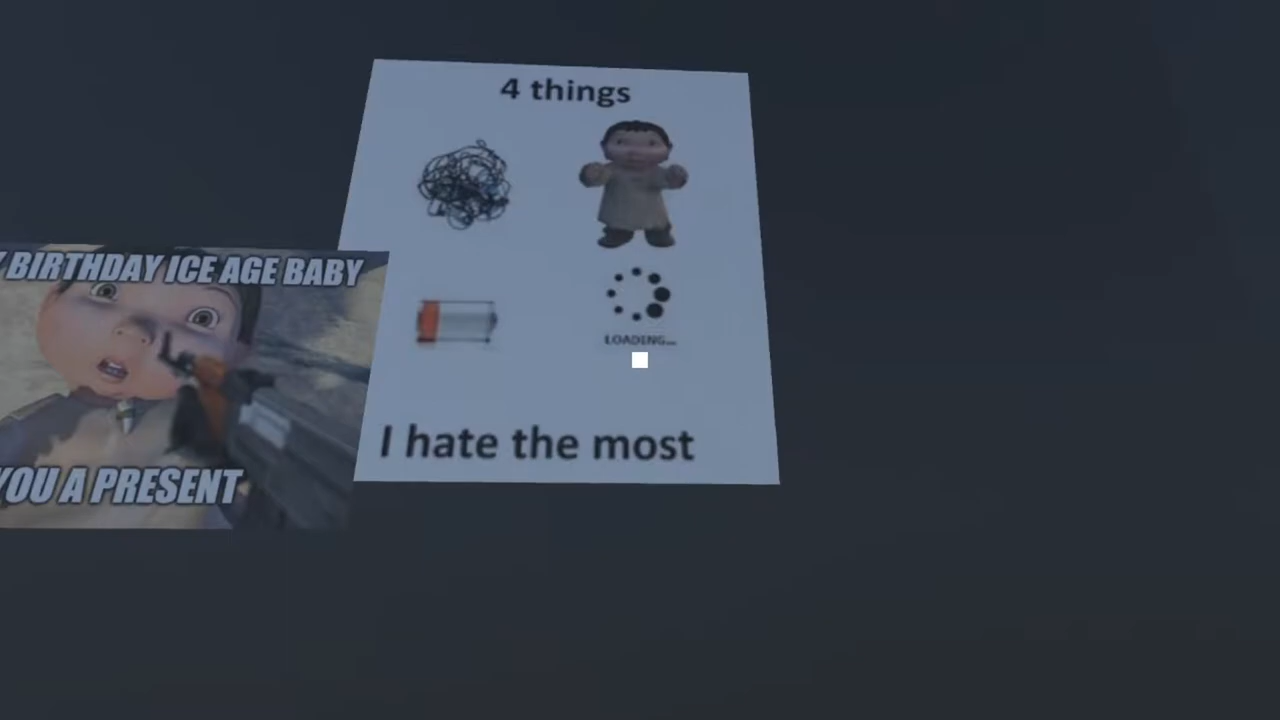 4 things
LOADING...
I hate the most
BIRTHDAY ICE AGE BABY
YOU A PRESENT